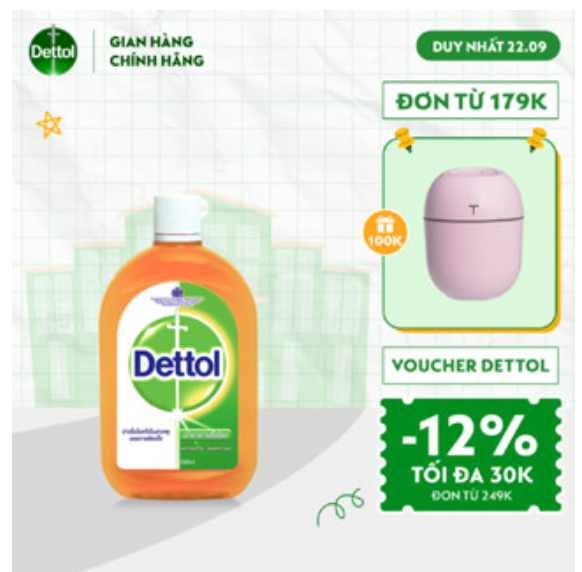 Dettol
GIAN HÀNG
CHÍNH HÃNG
DUY NHẤT 22.09
ĐƠN TỪ 179K
100K
Dettol
VOUCHER DETTOL
-12%
TỐI ĐA 30K
ĐƠN TỪ 249K